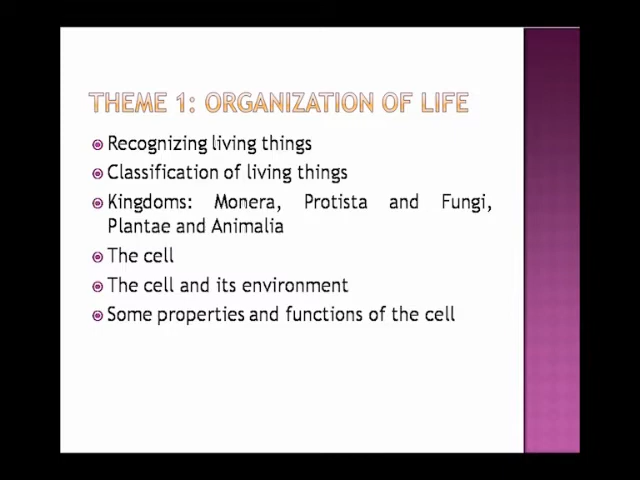 THEME 1: ORGANIZATION OF LIFE
Recognizing living things
Classification of living things
Kingdoms: Monera, Protista and Fungi,
Plantae and Animalia
The cell
The cell and its environment
Some properties and functions of the cell